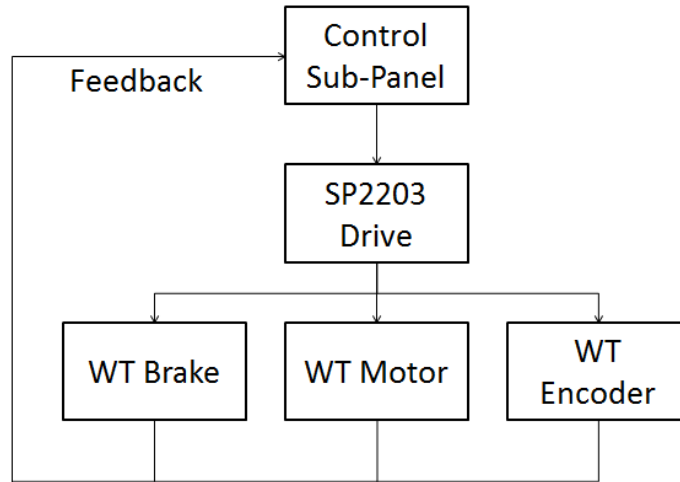 Control
Sub-Panel
Feedback
SP2203
Drive
WT Brake
WT Motor
WT
Encoder